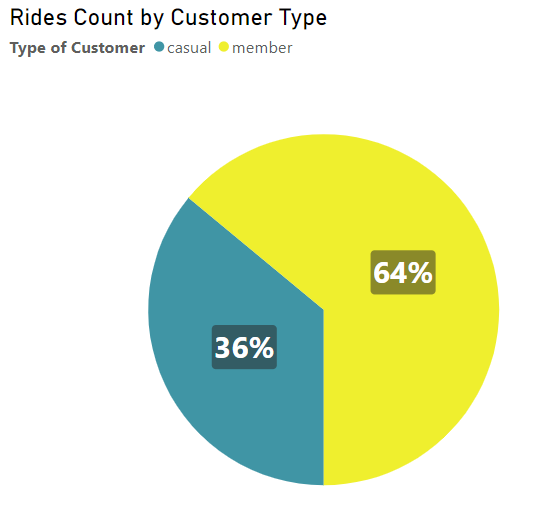 Rides Count by Customer Type
Type of Customer casual member
64%
36%